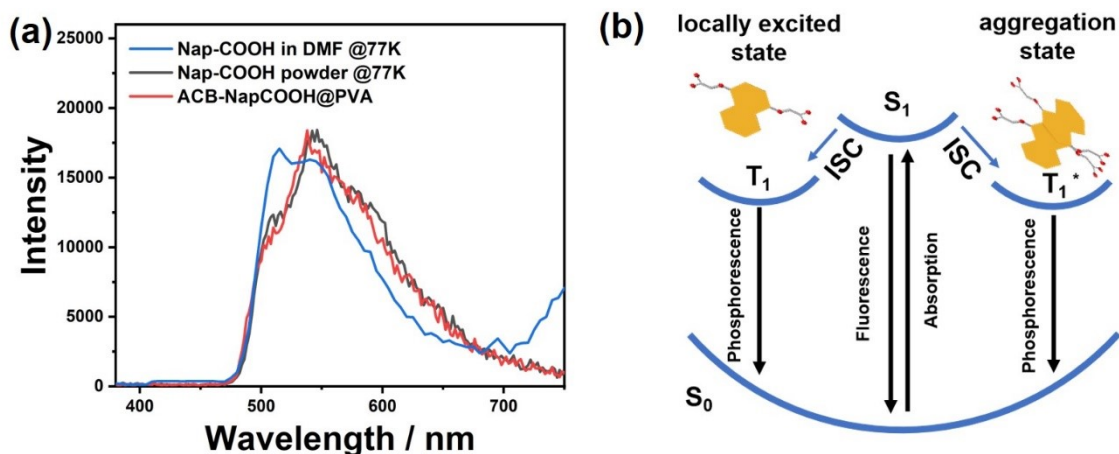 (a)
25000
20000
15000
10000
5000
0
Intensity
Nap-COOH in DMF @77K
Nap-COOH powder @77K
ACB-NapCOOH@PVA
400
500
600
700
Wavelength / nm
(b)
locally excited
state
aggregation
state
S1
ISC
ISC
T1
T1*
Phosphorescence
Fluorescence
Absorption
Phosphorescence
S0